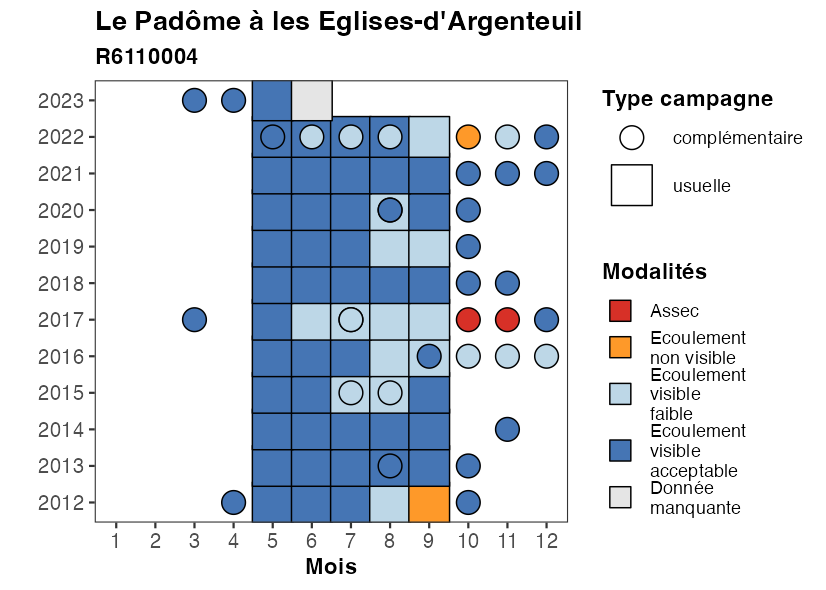 Le Padôme à les Eglises-d'Argenteuil
R6110004
2023
2022
2021
2020
2019
2018
2017
2016
2015
2014
2013
2012
1 2 3 4 5 6 7 8 9 10 11 12
Mois
Type campagne
complémentaire
usuelle
Modalités
Assec
Ecoulement
non visible
Ecoulement
visible
faible
Ecoulement
visible
acceptable
Donnée
manquante